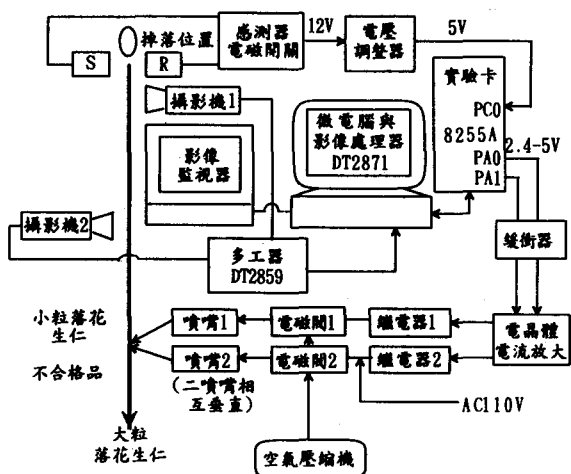 掉落位置
S
R
感測器
電磁開關
12V
電壓
調整器
5V
實驗卡
PC0
8255A
PA0
PA1
2.4-5V
攝影機1
影像
監視器
微電腦與
影像處理器
DT2871
攝影機2
多工器
DT2859
緩衝器
小粒落花
生仁
噴嘴1
電磁閥1
繼電器1
電晶體
電流放大
不合格品
噴嘴2
電磁閥2
繼電器2
(二噴嘴相
互垂直)
AC110V
大粒
落花生仁
空氣壓縮機